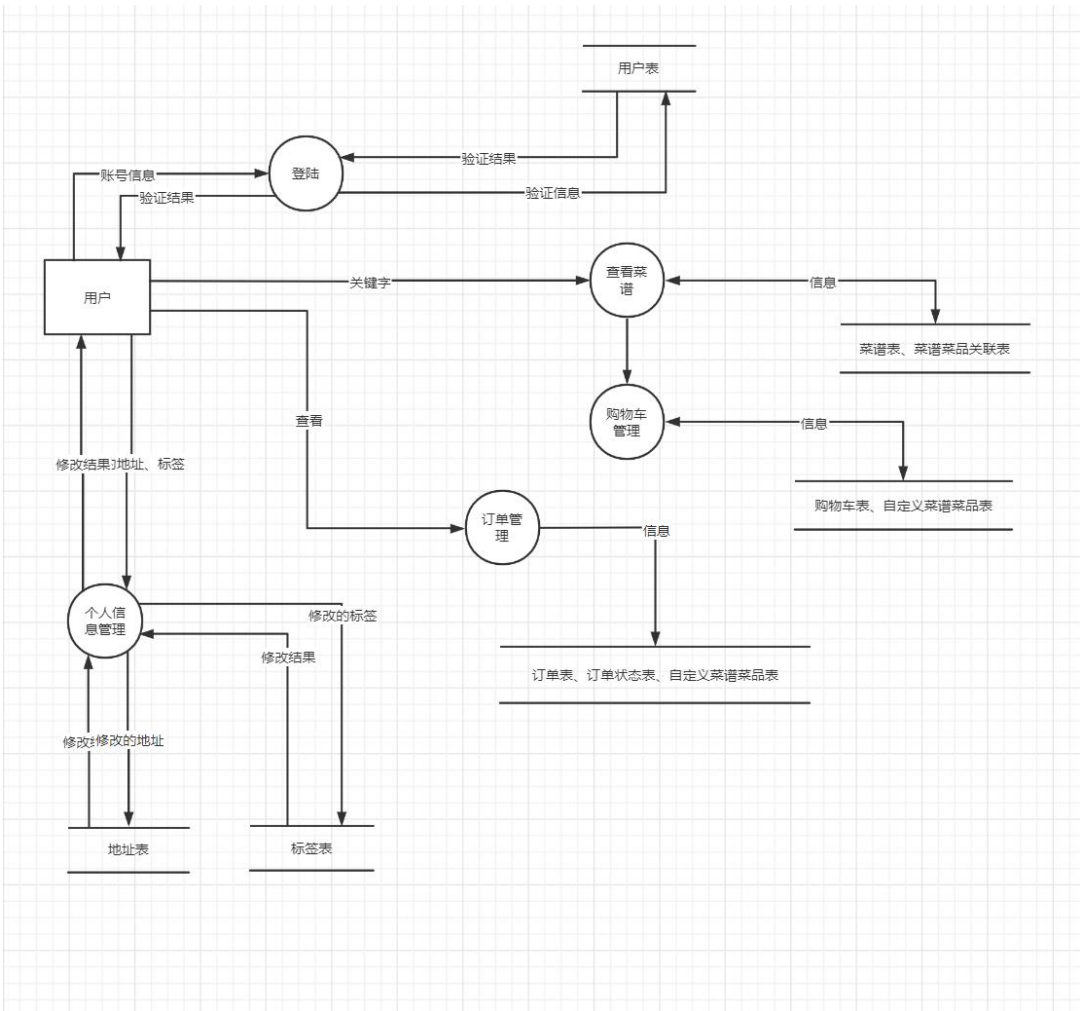 用户表
验证结果
登陆
账号信息
验证信息
验证结果
查看菜
谱
关键字
信息
用户
菜谱表、菜谱菜品关联表
购物车
管理
查看
信息
修改结果
地址、标签
购物车表、自定义菜谱菜品表
订单管
理
信息
个人信
息管理
修改的标签
修改结果
订单表、订单状态表、自定义菜谱菜品表
修改
修改的地址
地址表
标签表